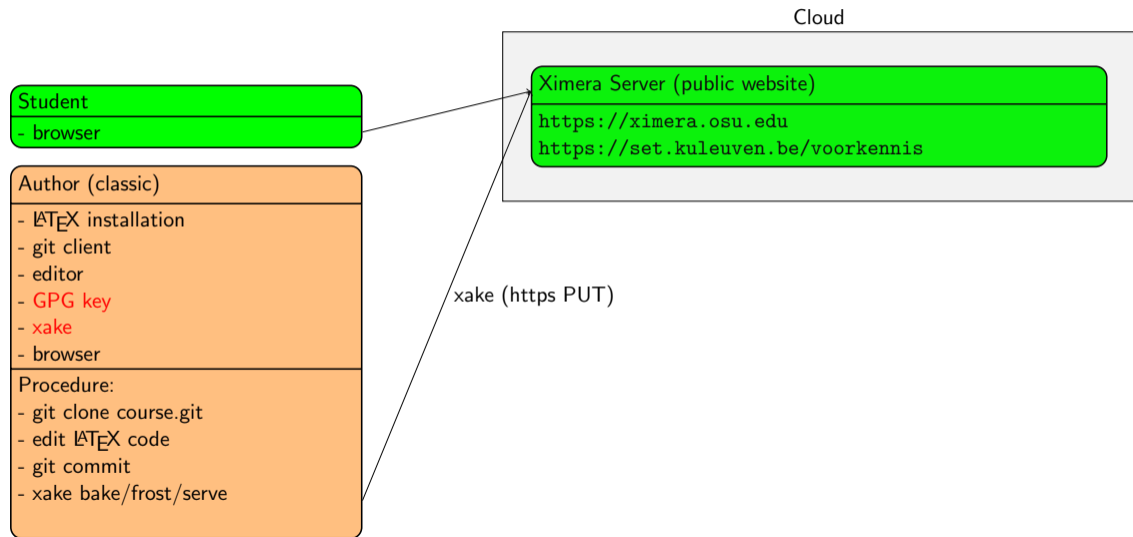 Cloud
Ximera Server (public website)
https://ximera.osu.edu
https://set.kuleuven.be/voorkennis
Student
- browser
Author (classic)
- LATEX installation
- git client
- editor
- GPG key
- xake
- browser
Procedure:
- git clone course.git
- edit LATEX code
- git commit
- xake bake/frost/serve
xake (https PUT)